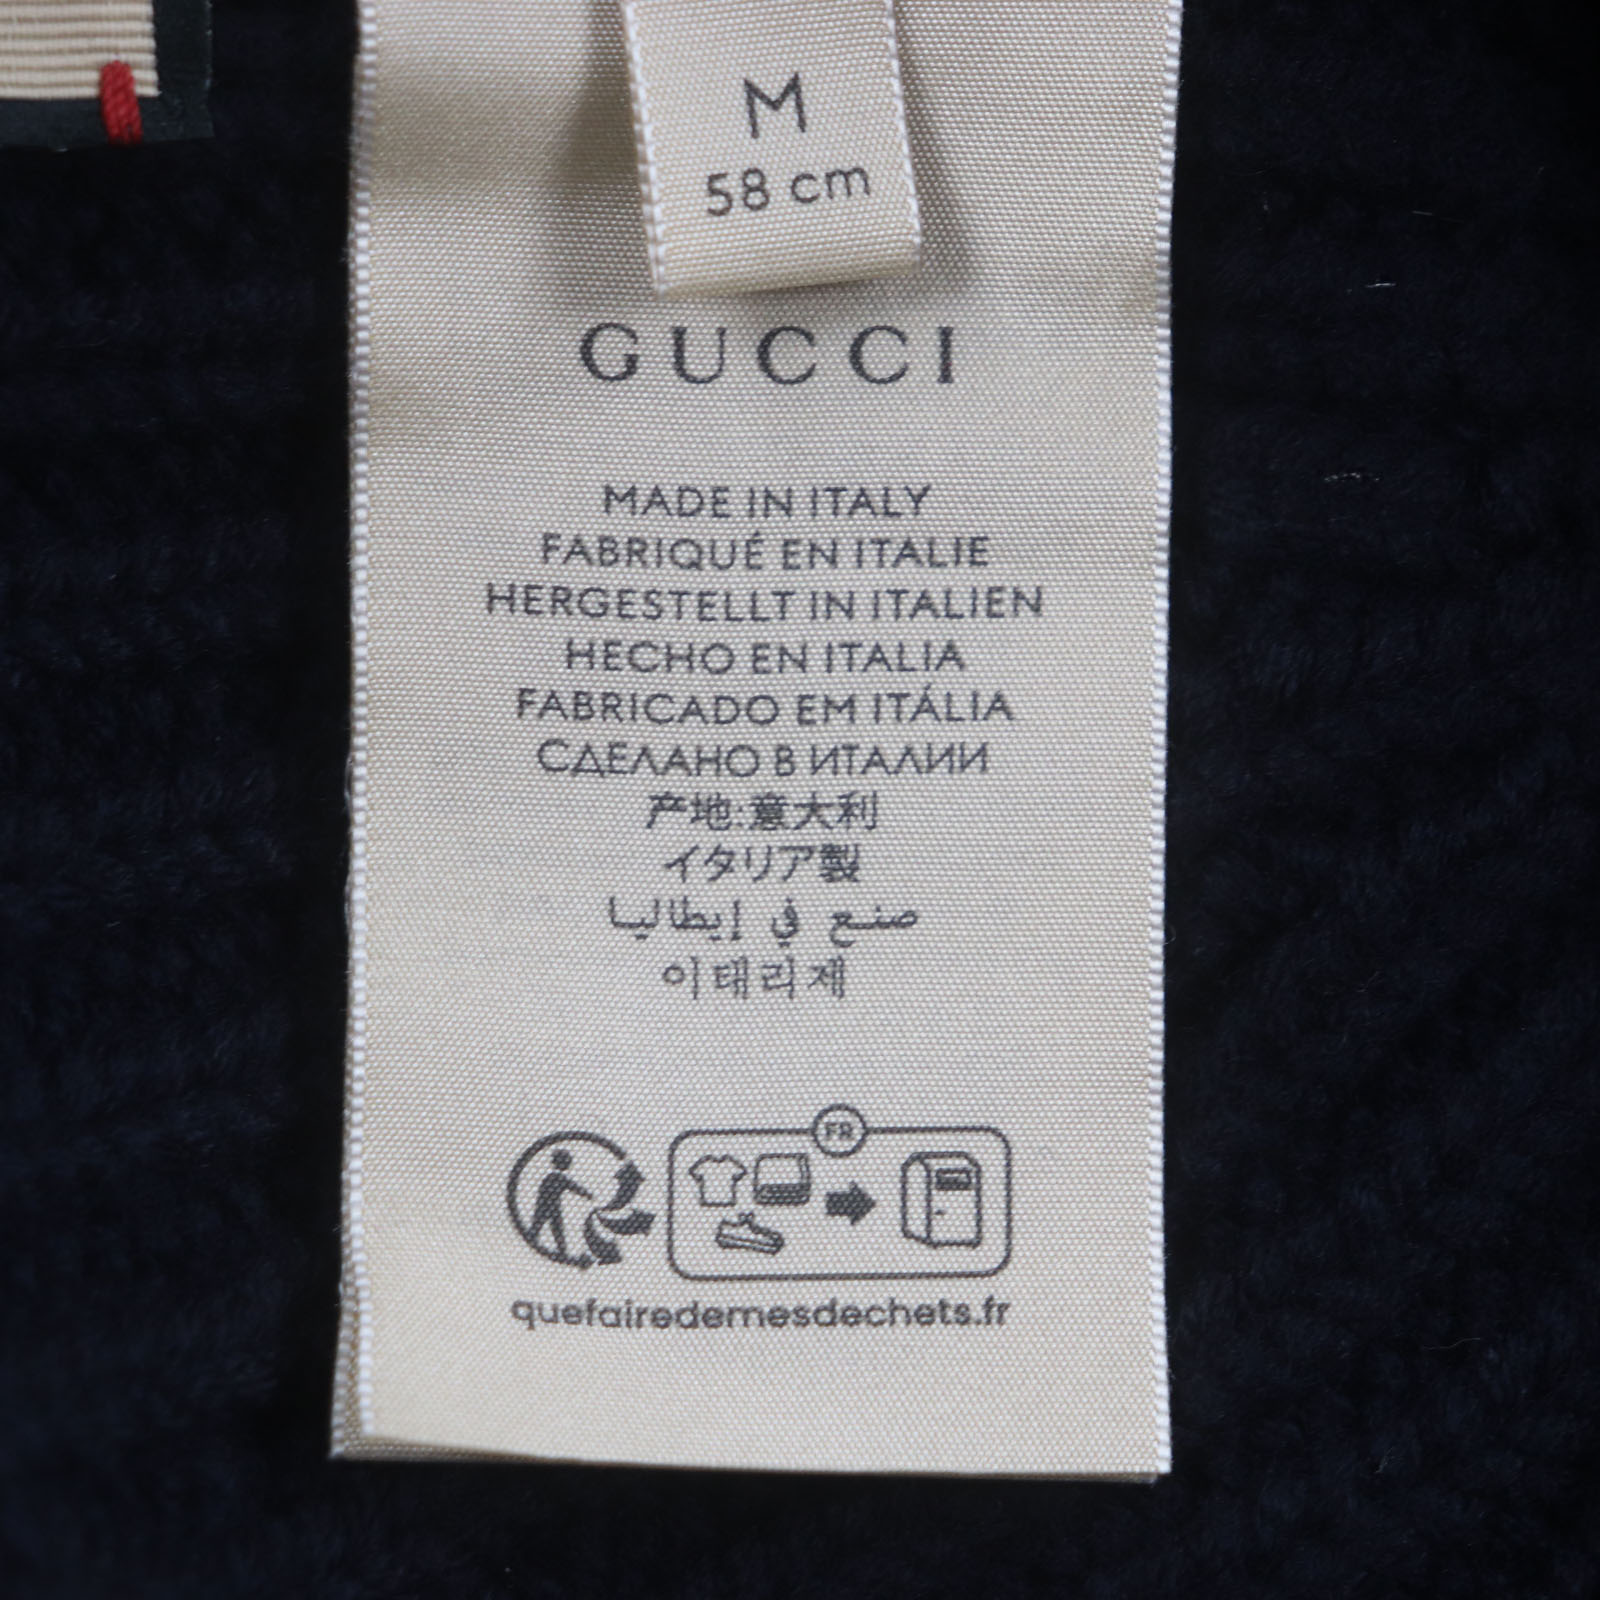 M
58 cm
GUCCI
MADE IN ITALY
FABRIQUÉ EN ITALIE
HERGESTELLT IN ITALIEN
HECHO EN ITALIA
FABRICADO EM ITÁLIA
СДЕЛАНО В ИТАЛИИ
产地:意大利
イタリア製
صنع في إيطاليا
이태리제
FR
quefairedemesdechets.fr